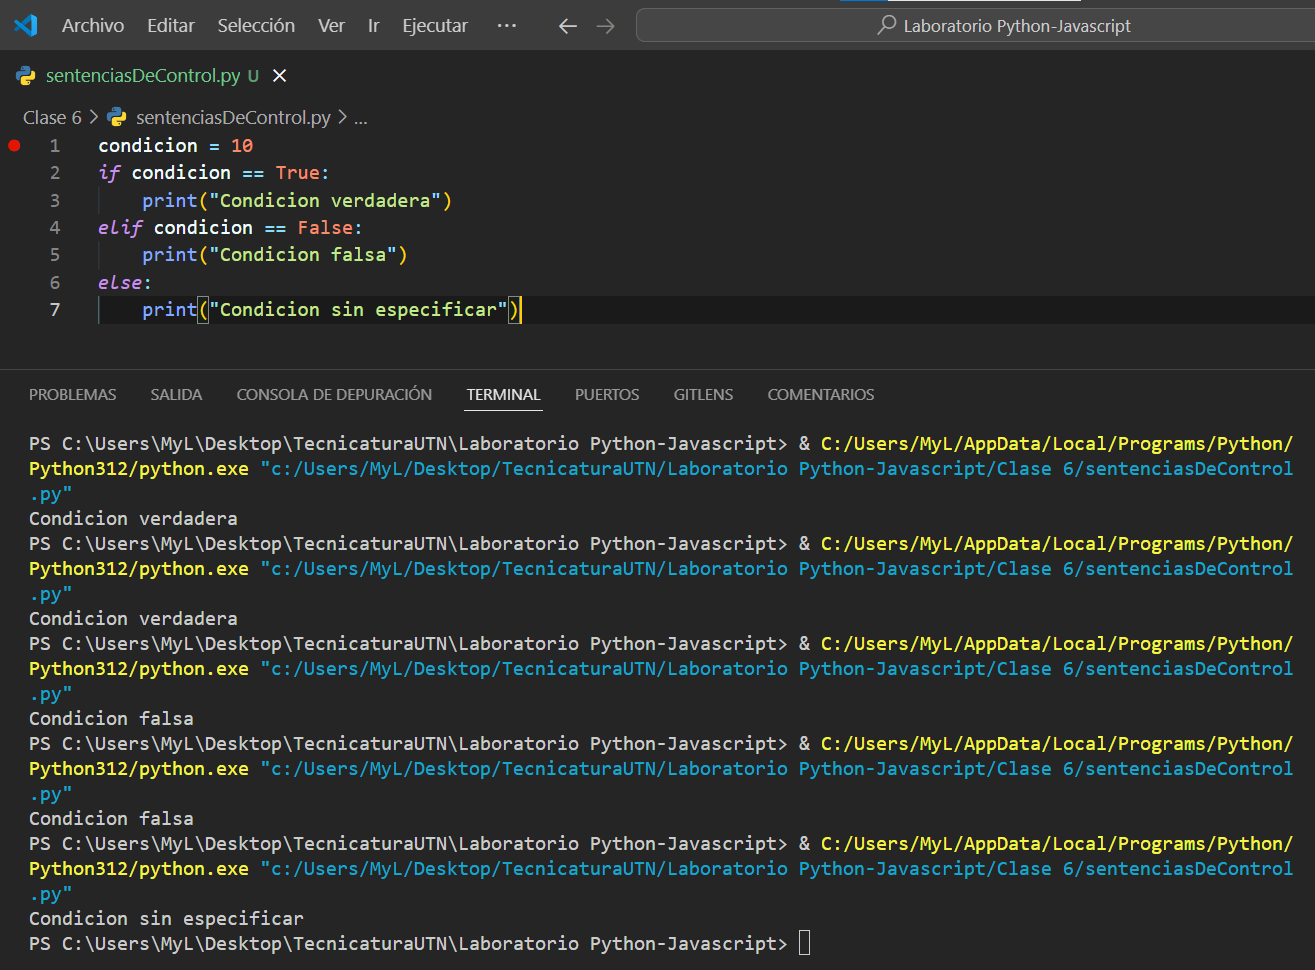 Archivo Editar Selección Ver Ir Ejecutar ··· Laboratorio Python-Javascript
sentenciasDeControl.py U
Clase 6 > sentenciasDeControl.py > ...
1 condicion = 10
2 if condicion == True:
3 print("Condicion verdadera")
4 elif condicion == False:
5 print("Condicion falsa")
6 else:
7 print("Condicion sin especificar")
PROBLEMAS SALIDA CONSOLA DE DEPURACIÓN TERMINAL PUERTOS GITLENS COMENTARIOS
PS C:\Users\MyL\Desktop\TecnicaturaUTN\Laboratorio Python-Javascript> & C:/Users/MyL/AppData/Local/Programs/Python/
Python312/python.exe "c:/Users/MyL/Desktop/TecnicaturaUTN/Laboratorio Python-Javascript/Clase 6/sentenciasDeControl
.py"
Condicion verdadera
PS C:\Users\MyL\Desktop\TecnicaturaUTN\Laboratorio Python-Javascript> & C:/Users/MyL/AppData/Local/Programs/Python/
Python312/python.exe "c:/Users/MyL/Desktop/TecnicaturaUTN/Laboratorio Python-Javascript/Clase 6/sentenciasDeControl
.py"
Condicion verdadera
PS C:\Users\MyL\Desktop\TecnicaturaUTN\Laboratorio Python-Javascript> & C:/Users/MyL/AppData/Local/Programs/Python/
Python312/python.exe "c:/Users/MyL/Desktop/TecnicaturaUTN/Laboratorio Python-Javascript/Clase 6/sentenciasDeControl
.py"
Condicion falsa
PS C:\Users\MyL\Desktop\TecnicaturaUTN\Laboratorio Python-Javascript> & C:/Users/MyL/AppData/Local/Programs/Python/
Python312/python.exe "c:/Users/MyL/Desktop/TecnicaturaUTN/Laboratorio Python-Javascript/Clase 6/sentenciasDeControl
.py"
Condicion falsa
PS C:\Users\MyL\Desktop\TecnicaturaUTN\Laboratorio Python-Javascript> & C:/Users/MyL/AppData/Local/Programs/Python/
Python312/python.exe "c:/Users/MyL/Desktop/TecnicaturaUTN/Laboratorio Python-Javascript/Clase 6/sentenciasDeControl
.py"
Condicion sin especificar
PS C:\Users\MyL\Desktop\TecnicaturaUTN\Laboratorio Python-Javascript>